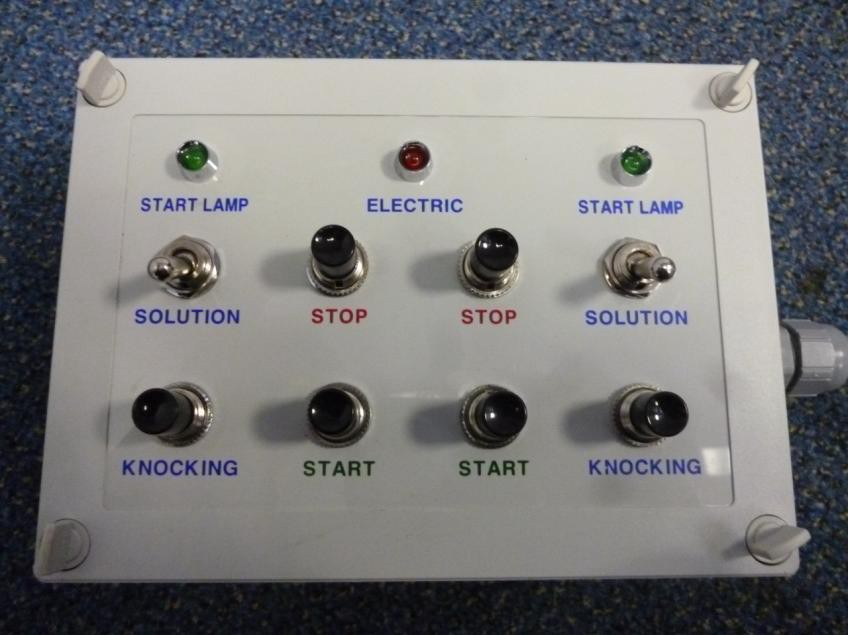 START LAMP ELECTRIC START LAMP
SOLUTION STOP STOP SOLUTION
KNOCKING START START KNOCKING